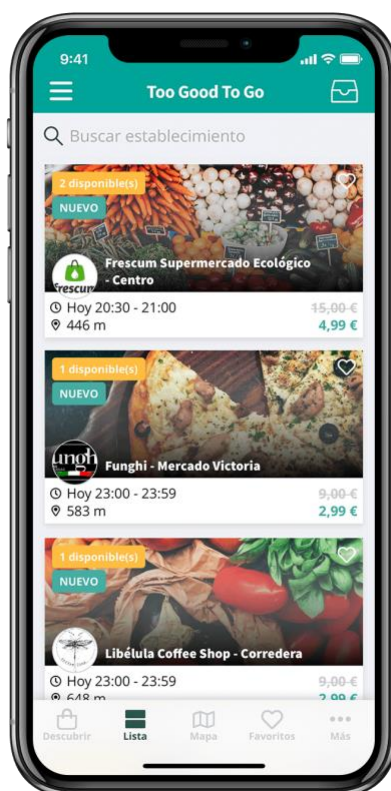 9:41
Too Good To Go
Buscar establecimiento
2 disponible(s)
NUEVO
frescum
Frescum Supermercado Ecológico
- Centro
Hoy 20:30 - 21:00
15,00 €
446 m
4,99 €
1 disponible(s)
NUEVO
unghi
Funghi - Mercado Victoria
Hoy 23:00 - 23:59
9,00 €
583 m
2,99 €
1 disponible(s)
NUEVO
Libélula Coffee Shop - Corredera
Hoy 23:00 - 23:59
9,00 €
648 m
2,99 €
Descubrir
Lista
Mapa
Favoritos
Más